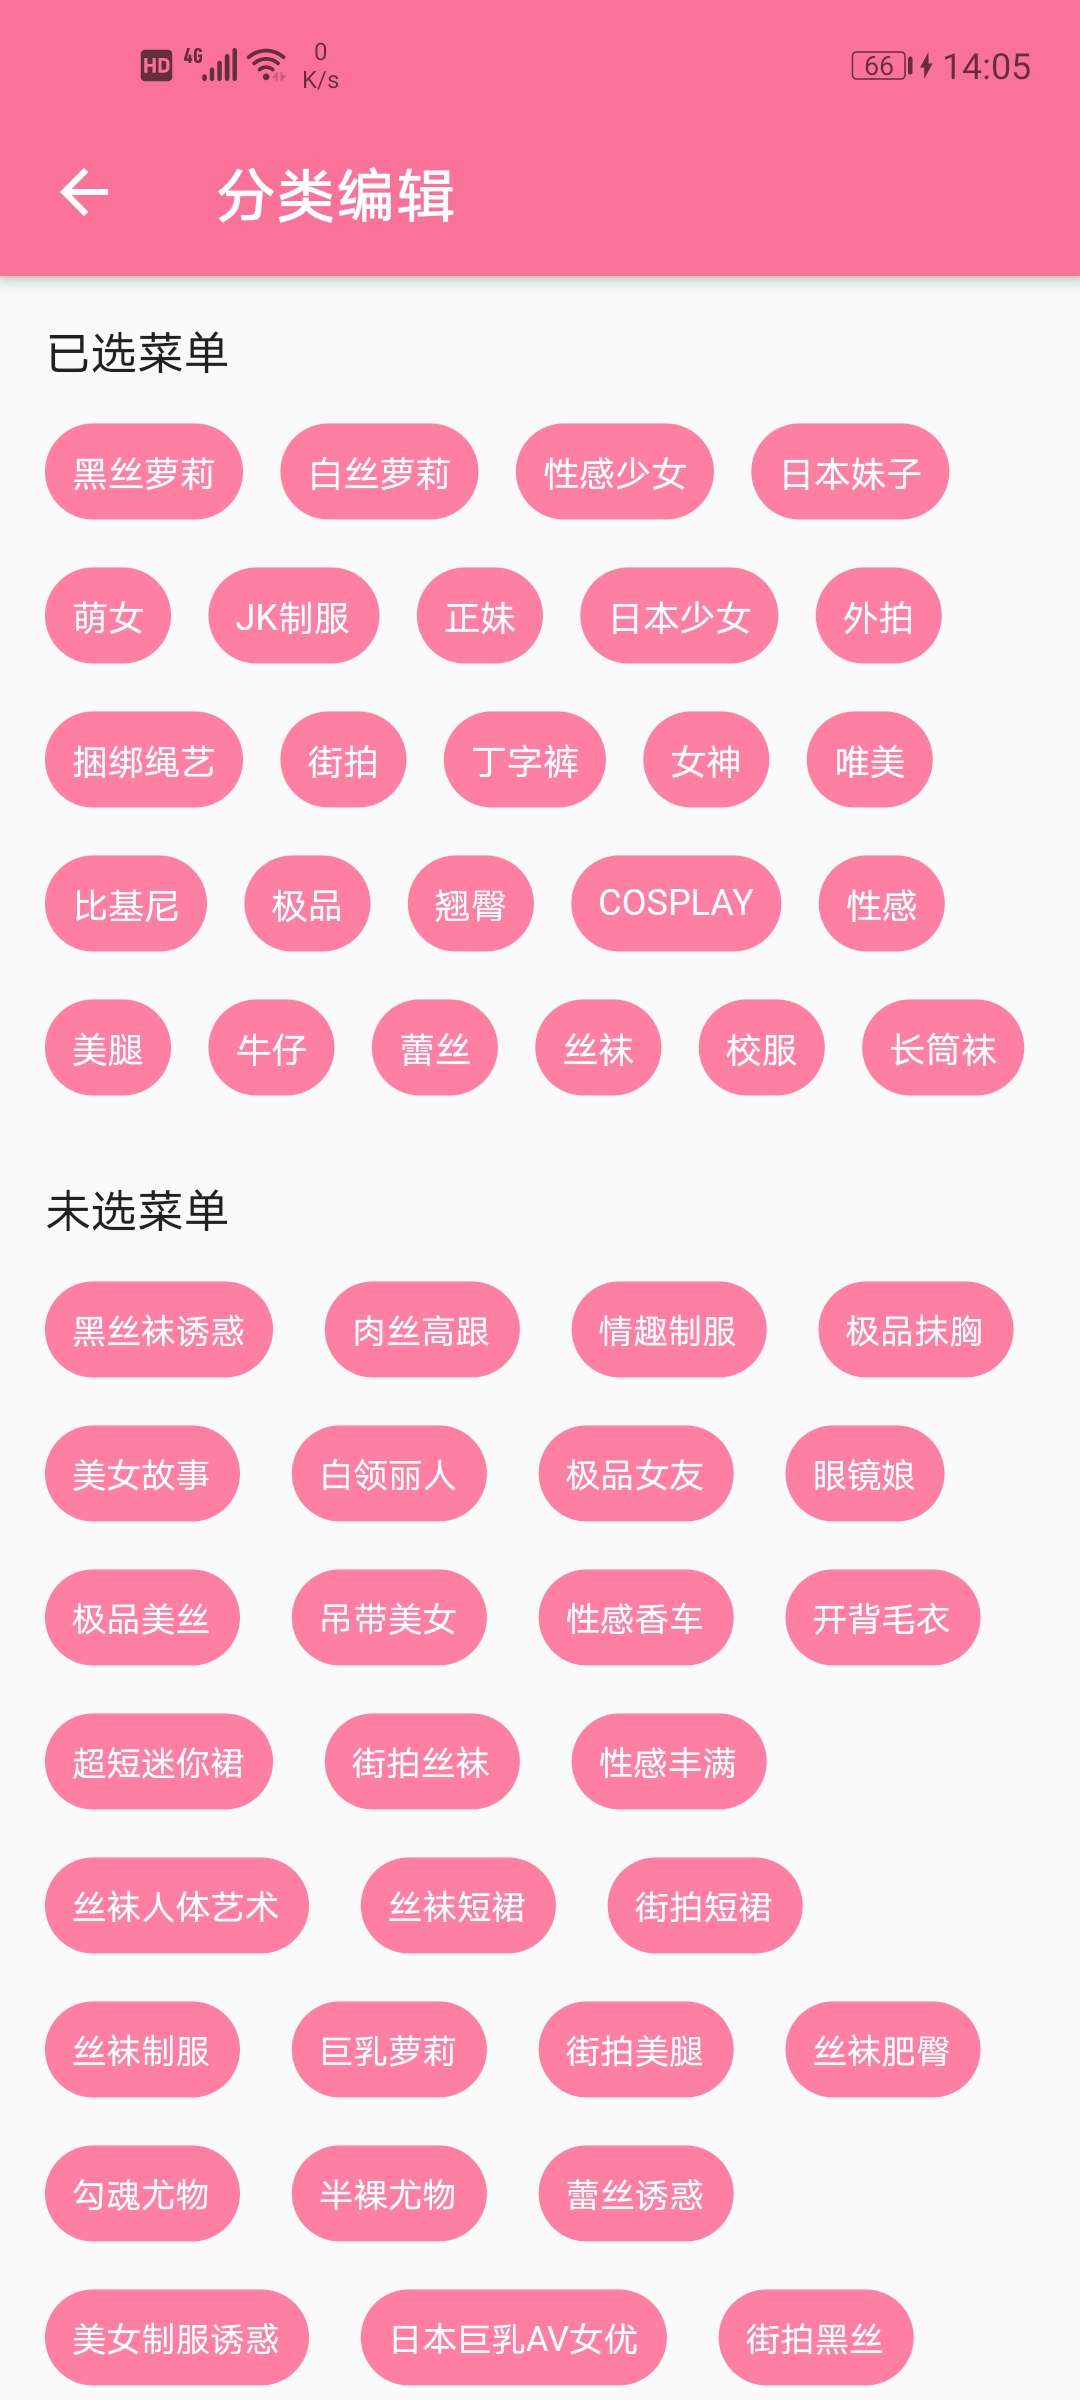 HD 4G 0 K/s 66 14:05
分类编辑
已选菜单
黑丝萝莉 白丝萝莉 性感少女 日本妹子
萌女 JK制服 正妹 日本少女 外拍
捆绑绳艺 街拍 丁字裤 女神 唯美
比基尼 极品 翘臀 COSPLAY 性感
美腿 牛仔 蕾丝 丝袜 校服 长筒袜
未选菜单
黑丝袜诱惑 肉丝高跟 情趣制服 极品抹胸
美女故事 白领丽人 极品女友 眼镜娘
极品美丝 吊带美女 性感香车 开背毛衣
超短迷你裙 街拍丝袜 性感丰满
丝袜人体艺术 丝袜短裙 街拍短裙
丝袜制服 巨乳萝莉 街拍美腿 丝袜肥臀
勾魂尤物 半裸尤物 蕾丝诱惑
美女制服诱惑 日本巨乳AV女优 街拍黑丝